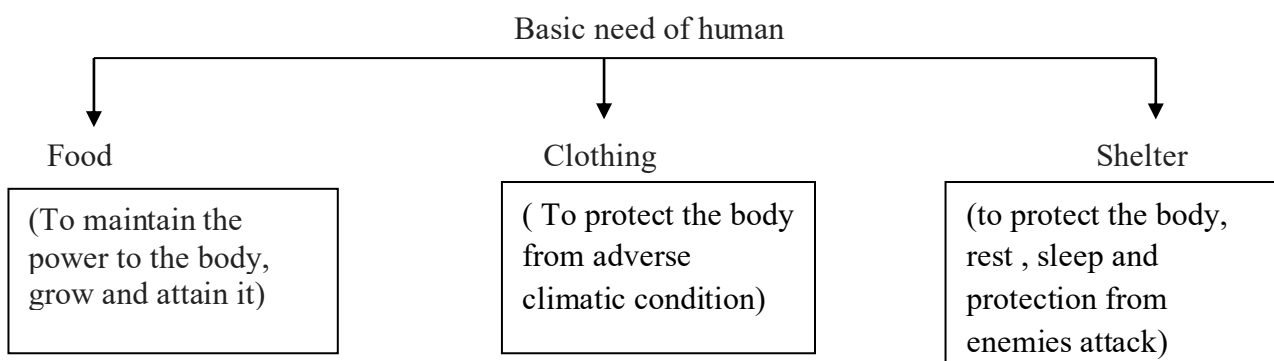 Basic need of human
Food
Clothing
Shelter
(To maintain the
power to the body,
grow and attain it)
( To protect the body
from adverse
climatic condition)
(to protect the body,
rest , sleep and
protection from
enemies attack)